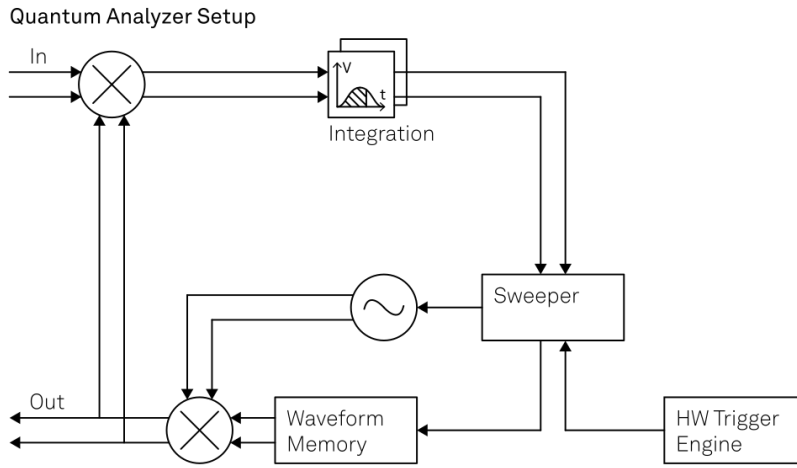 Quantum Analyzer Setup
In
V
t
Integration
Sweeper
Out
Waveform
Memory
HW Trigger
Engine